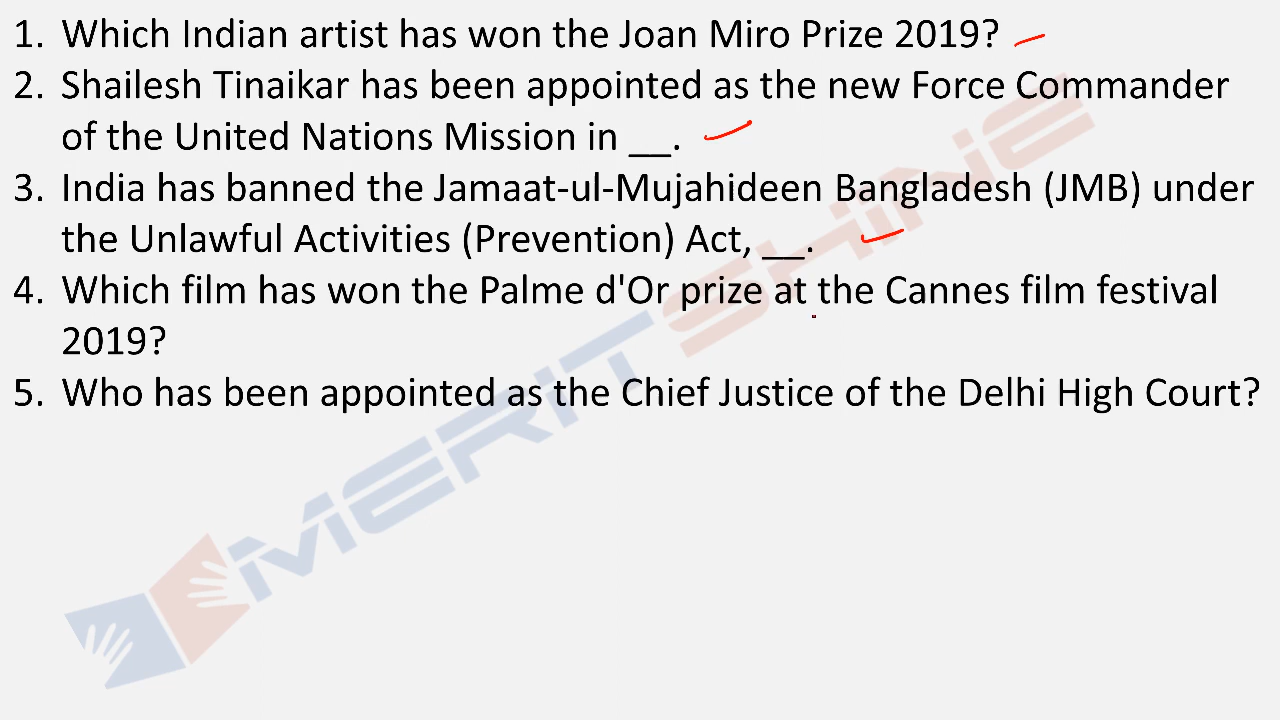 1. Which Indian artist has won the Joan Miro Prize 2019?
2. Shailesh Tinaikar has been appointed as the new Force Commander
of the United Nations Mission in __.
3. India has banned the Jamaat-ul-Mujahideen Bangladesh (JMB) under
the Unlawful Activities (Prevention) Act, __.
4. Which film has won the Palme d'Or prize at the Cannes film festival
2019?
5. Who has been appointed as the Chief Justice of the Delhi High Court?
MERITSHINE